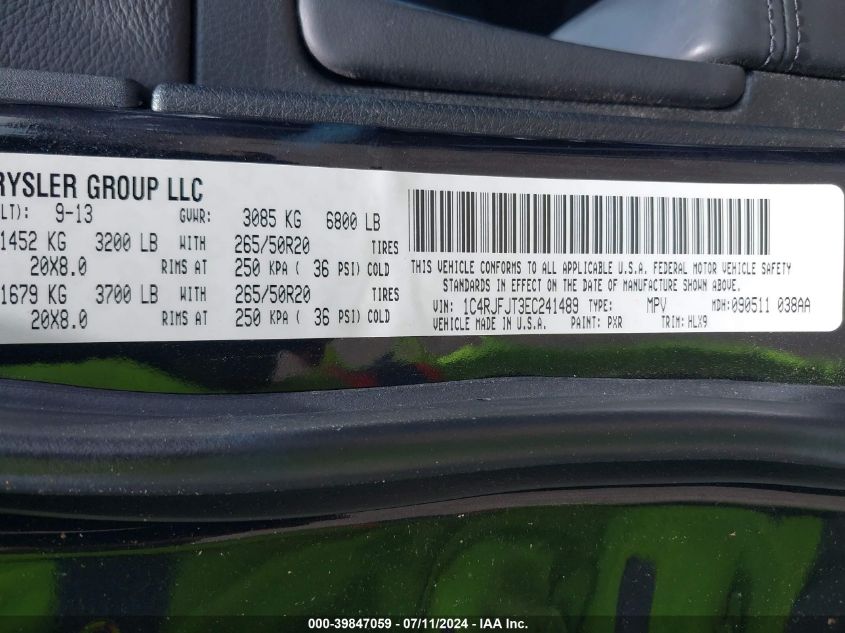 RYSLER GROUP LLC
LT): 9-13 GVWR: 3085 KG 6800 LB
1452 KG 3200 LB WITH 265/50R20 TIRES
20X8.0 RIMS AT 250 KPA ( 36 PSI) COLD
1679 KG 3700 LB WITH 265/50R20 TIRES
20X8.0 RIMS AT 250 KPA ( 36 PSI) COLD
THIS VEHICLE CONFORMS TO ALL APPLICABLE U.S.A. FEDERAL MOTOR VEHICLE SAFETY
STANDARDS IN EFFECT ON THE DATE OF MANUFACTURE SHOWN ABOVE.
VIN: 1C4RJFJT3EC241489 TYPE: MPV MDH: 090511 038AA
VEHICLE MADE IN U.S.A. PAINT: PXR TRIM: HLX9
000-39847059 - 07/11/2024 - IAA Inc.